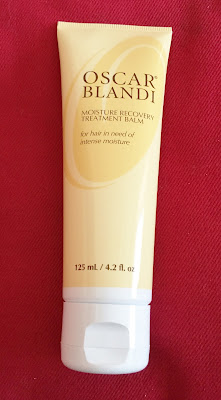 OSCAR®
BLANDI
MOISTURE RECOVERY
TREATMENT BALM
for hair in need of
intense moisture
125 mL / 4.2 fl. oz